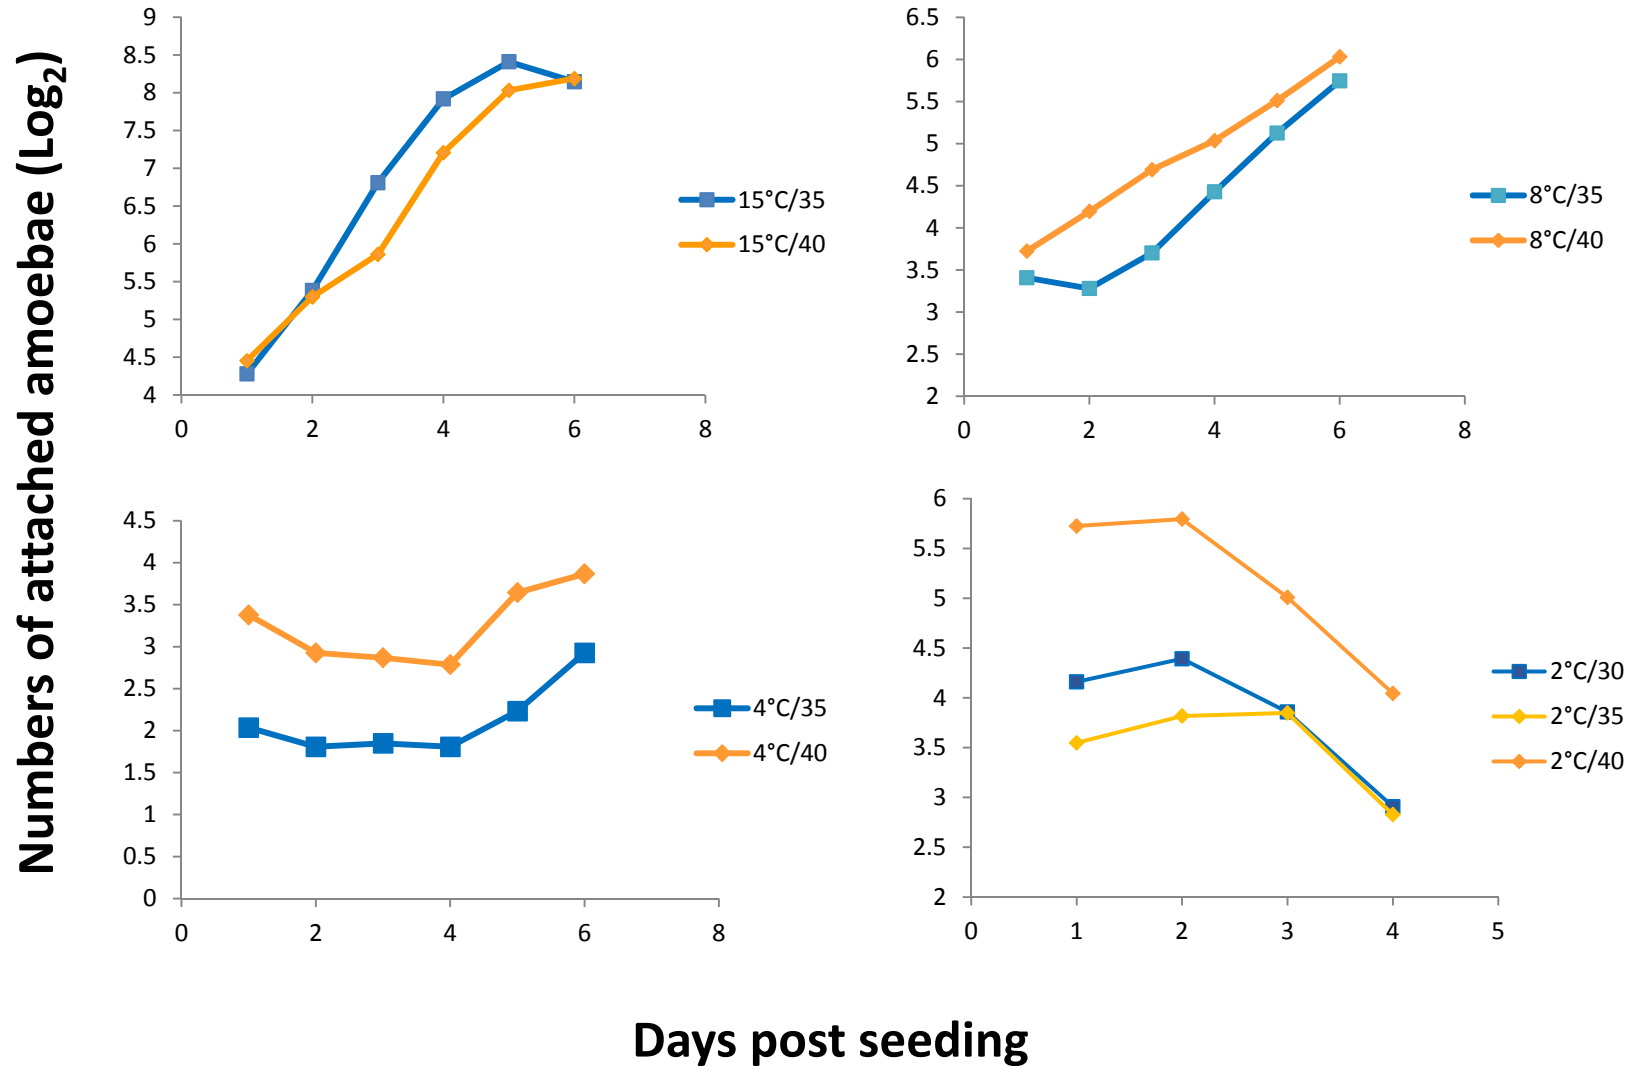 Numbers of attached amoebae (Log2)
9
8.5
8
7.5
7
6.5
6
5.5
5
4.5
4
0 2 4 6 8
15°C/35
15°C/40
6.5
6
5.5
5
4.5
4
3.5
3
2.5
2
0 2 4 6 8
8°C/35
8°C/40
4.5
4
3.5
3
2.5
2
1.5
1
0.5
0
0 2 4 6 8
4°C/35
4°C/40
6
5.5
5
4.5
4
3.5
3
2.5
2
0 1 2 3 4 5
2°C/30
2°C/35
2°C/40
Days post seeding